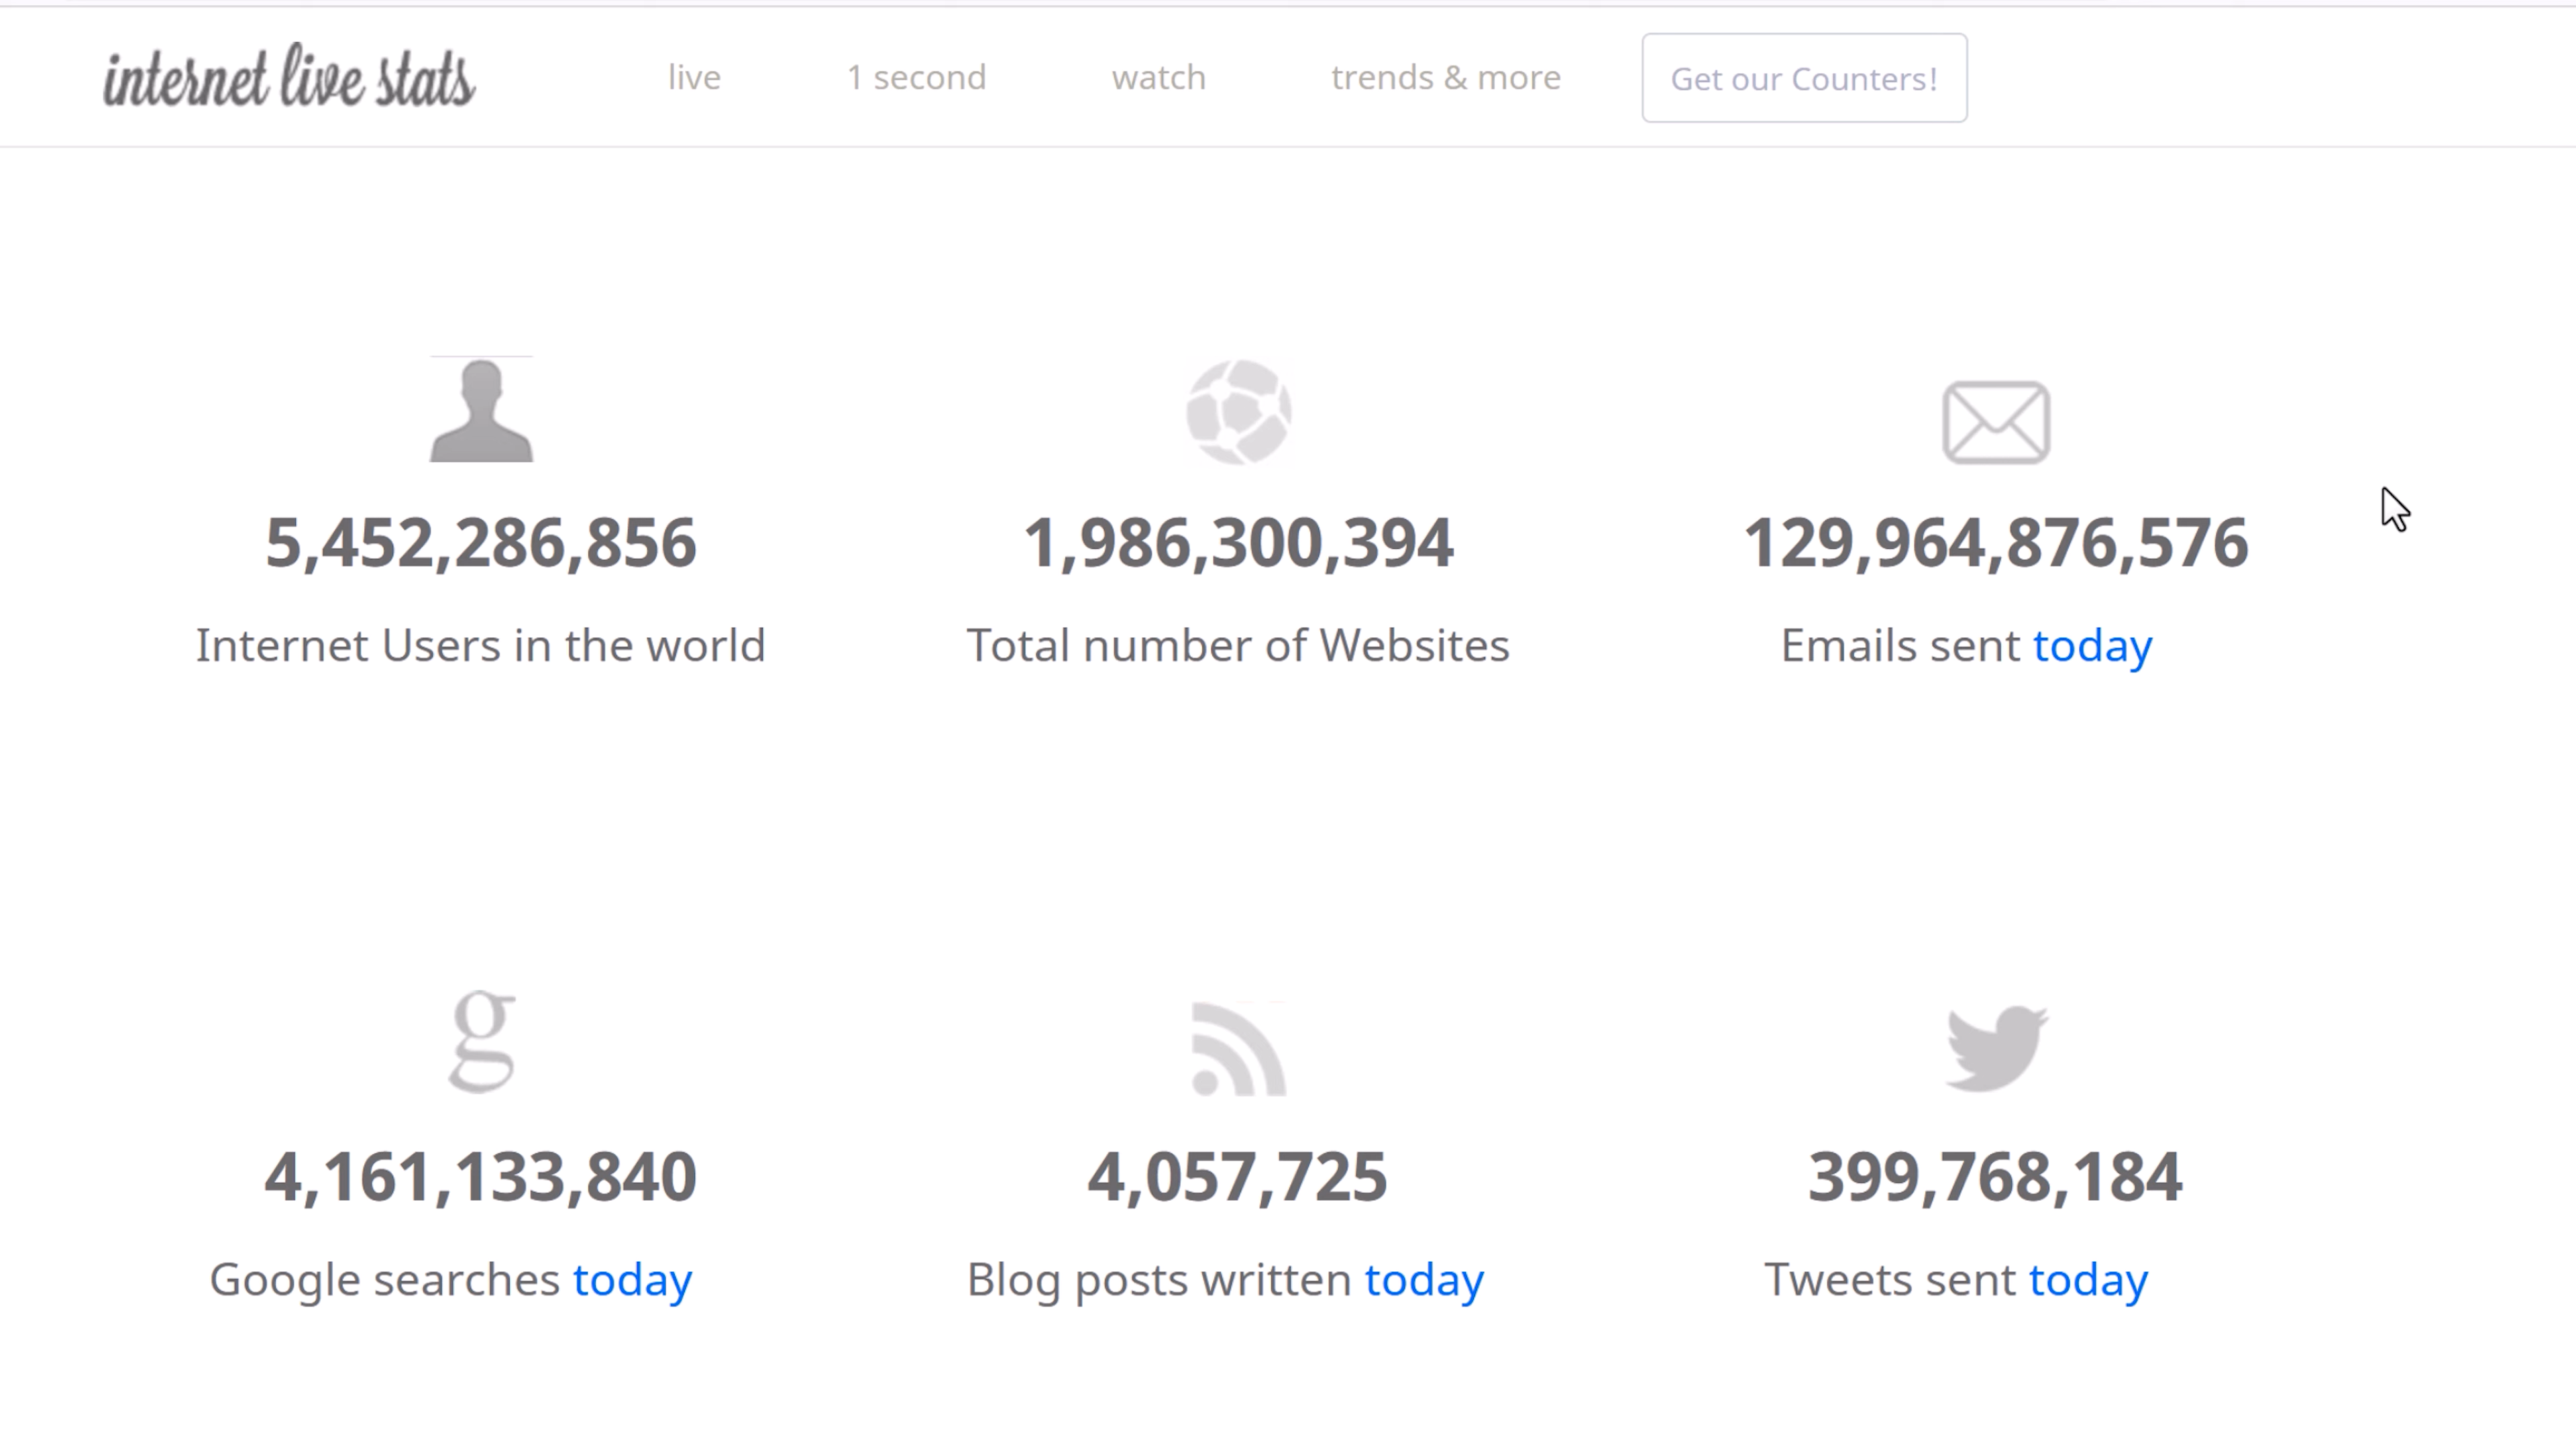 internet live stats live 1 second watch trends & more Get our Counters!
5,452,286,856
Internet Users in the world
1,986,300,394
Total number of Websites
129,964,876,576
Emails sent today
g
4,161,133,840
Google searches today
4,057,725
Blog posts written today
399,768,184
Tweets sent today